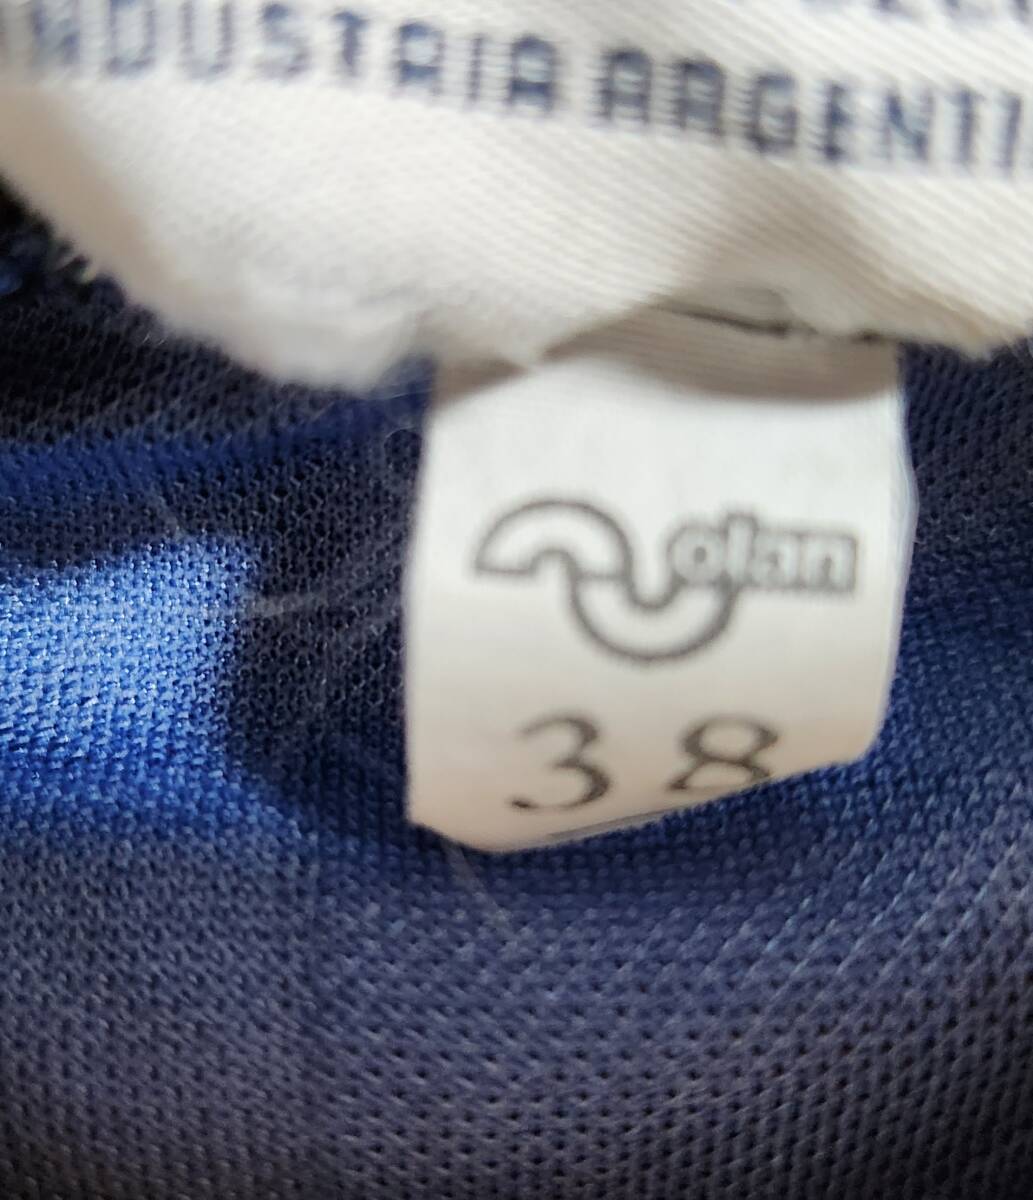 INDUSTRIA ARGENTI
olan
38